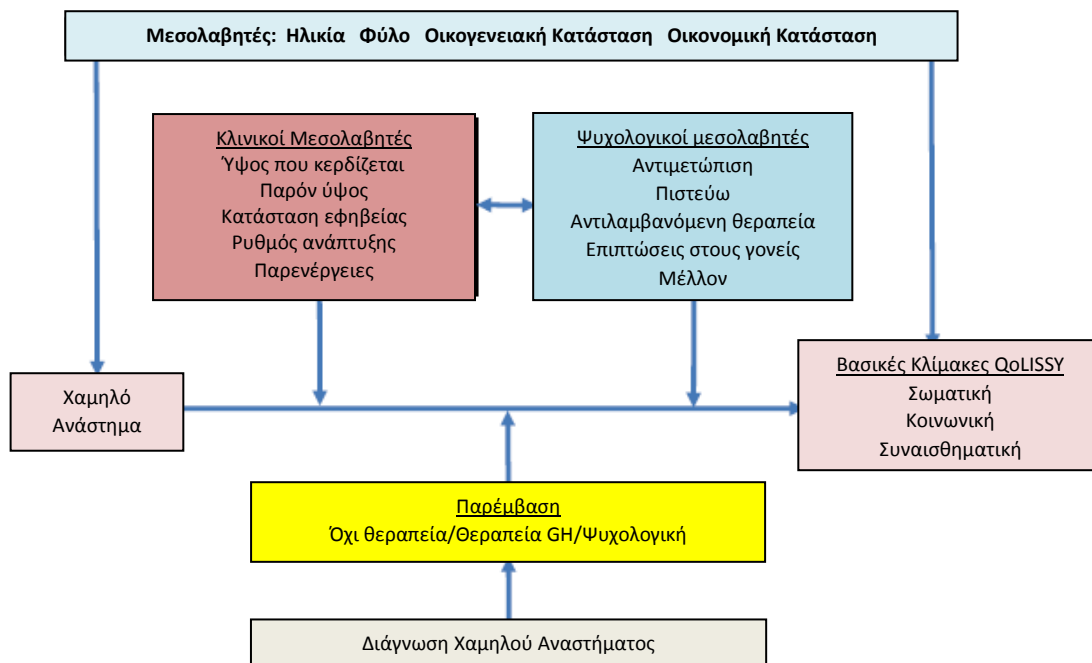 Μεσολαβητές: Ηλικία Φύλο Οικογενειακή Κατάσταση Οικονομική Κατάσταση
Κλινικοί Μεσολαβητές
Ύψος που κερδίζεται
Παρόν ύψος
Κατάσταση εφηβείας
Ρυθμός ανάπτυξης
Παρενέργειες
Ψυχολογικοί μεσολαβητές
Αντιμετώπιση
Πιστεύω
Αντιλαμβανόμενη θεραπεία
Επιπτώσεις στους γονείς
Μέλλον
Χαμηλό
Ανάστημα
Βασικές Κλίμακες QoLISSY
Σωματική
Κοινωνική
Συναισθηματική
Παρέμβαση
Όχι θεραπεία/Θεραπεία GH/Ψυχολογική
Διάγνωση Χαμηλού Αναστήματος